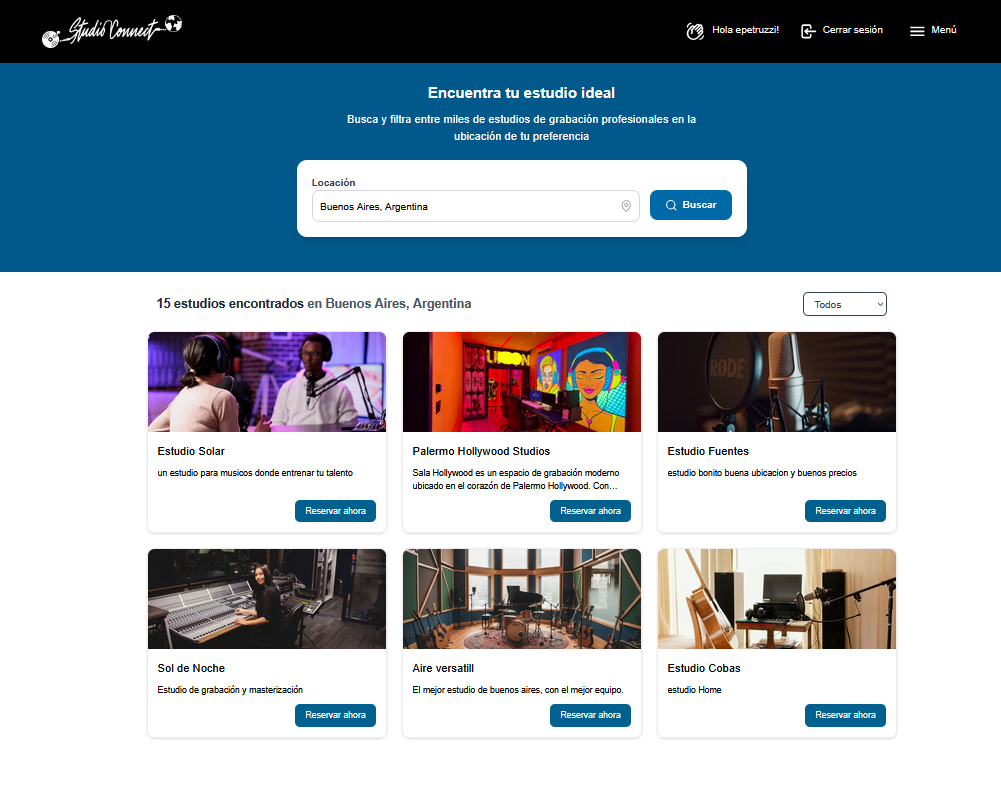 Studio Connect
Hola epetruzzi!
Cerrar sesión
Menú
Encuentra tu estudio ideal
Busca y filtra entre miles de estudios de grabación profesionales en la
ubicación de tu preferencia
Locación
Buenos Aires, Argentina
Buscar
15 estudios encontrados en Buenos Aires, Argentina
Todos
UNION
RODE
Estudio Solar
un estudio para musicos donde entrenar tu talento
Reservar ahora
Palermo Hollywood Studios
Sala Hollywood es un espacio de grabación moderno
ubicado en el corazón de Palermo Hollywood. Con...
Reservar ahora
Estudio Fuentes
estudio bonito buena ubicacion y buenos precios
Reservar ahora
Sol de Noche
Estudio de grabación y masterización
Reservar ahora
Aire versatill
El mejor estudio de buenos aires, con el mejor equipo.
Reservar ahora
Estudio Cobas
estudio Home
Reservar ahora